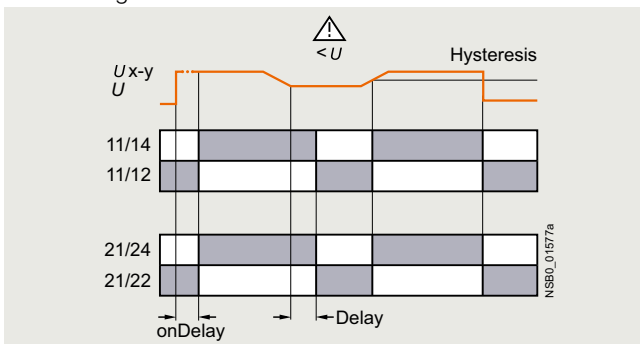 < U
Hysteresis
U x-y
U
11/14
11/12
21/24
21/22
NSB0_01577a
onDelay
Delay